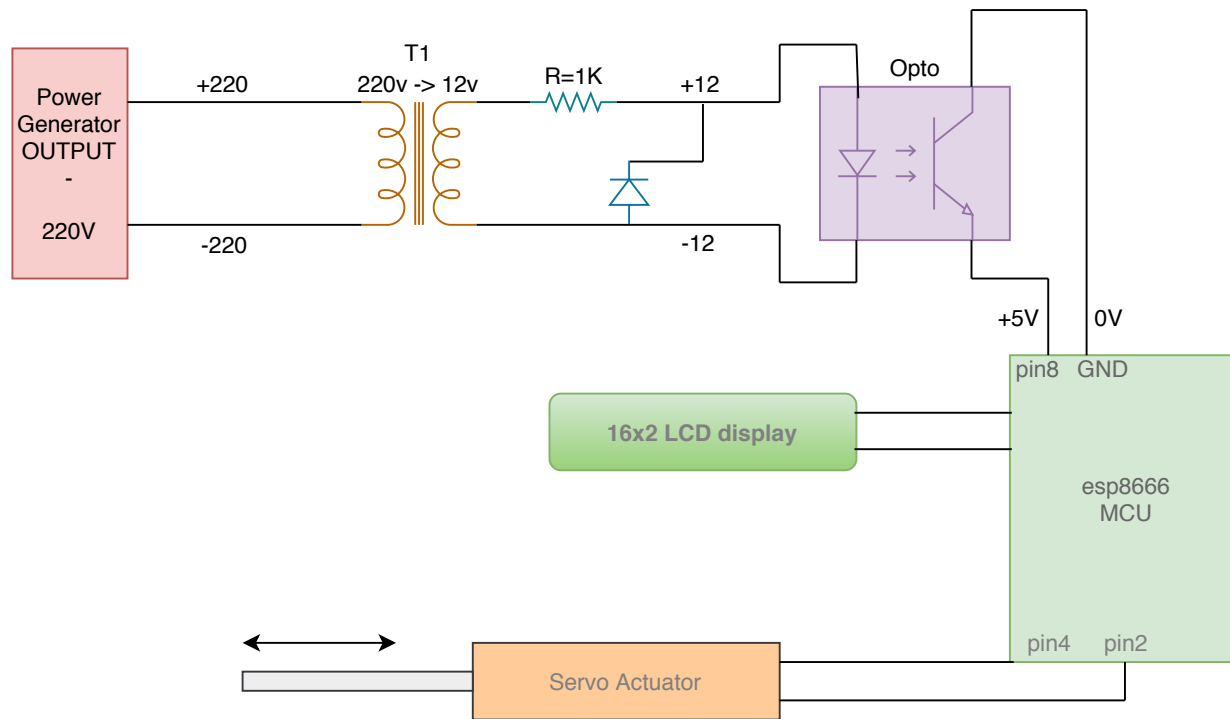 Power
Generator
OUTPUT
-
220V
+220
-220
T1
220v -> 12v
R=1K
+12
-12
Opto
+5V
0V
pin8
GND
16x2 LCD display
esp8666
MCU
pin4
pin2
Servo Actuator